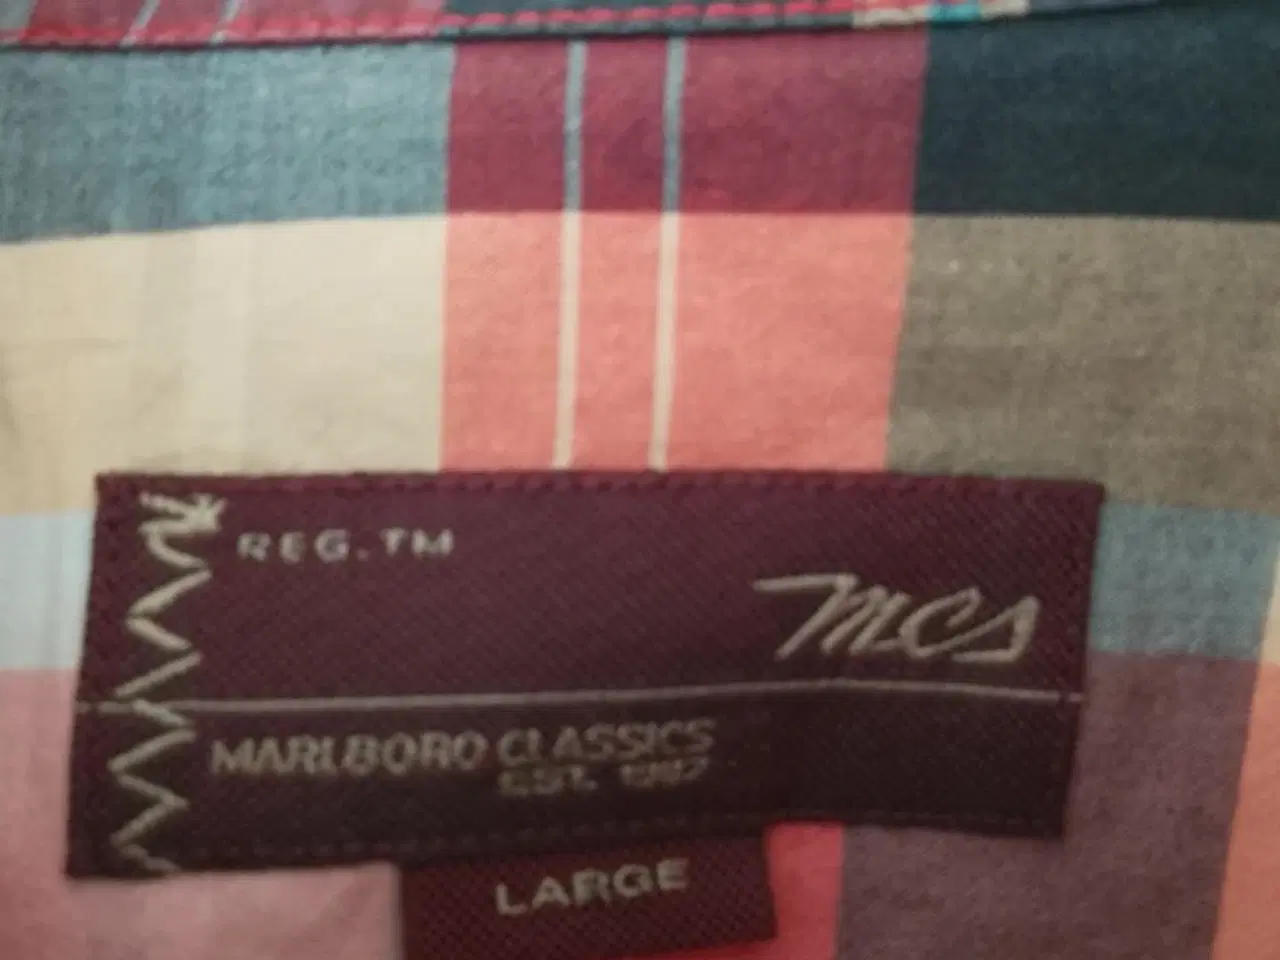 REG. TM
mcs
MARLBORO CLASSICS
EST. 1987
LARGE